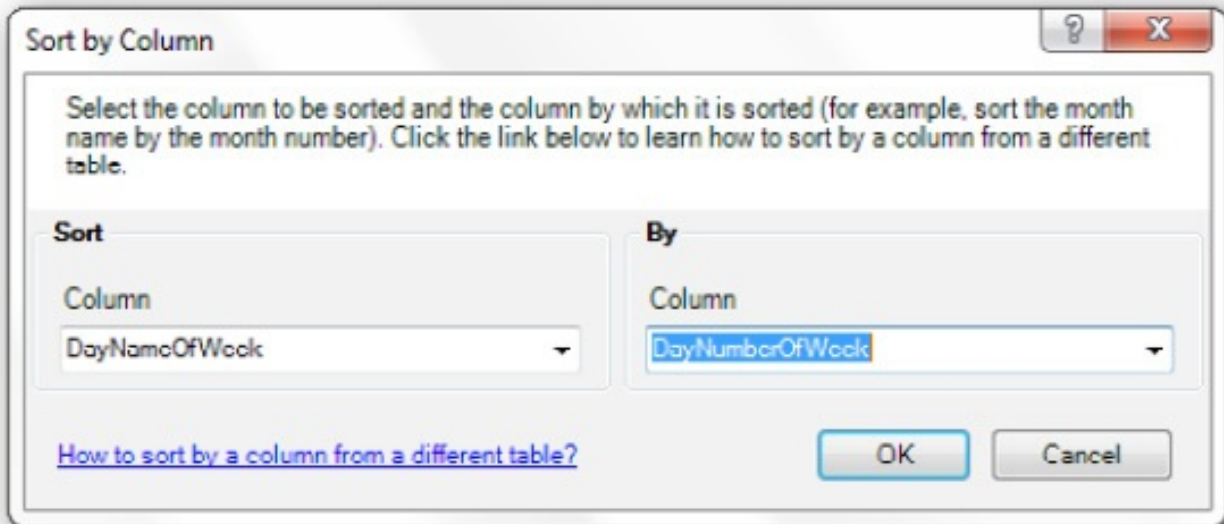 Sort by Column
Select the column to be sorted and the column by which it is sorted (for example, sort the month
name by the month number). Click the link below to learn how to sort by a column from a different
table.
Sort
By
Column
Column
DayNameOfWeek
DayNumberOfWeek
How to sort by a column from a different table?
OK
Cancel